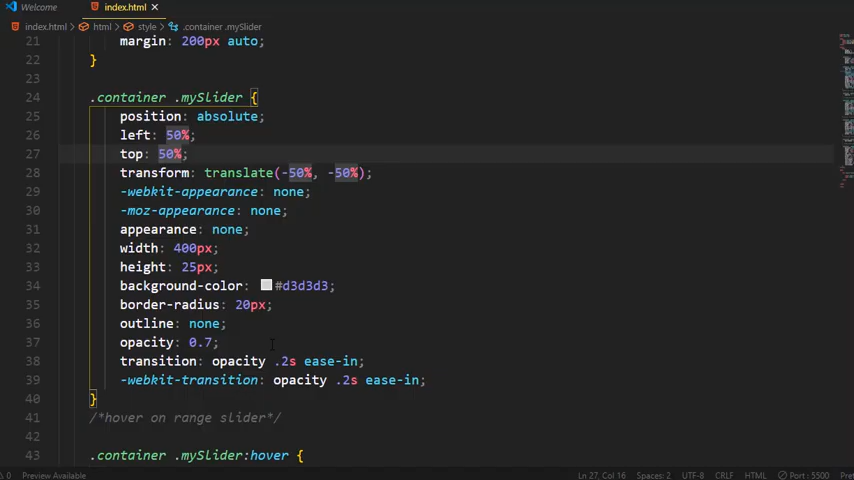 Welcome
index.html ×
index.html > html > style > .container .mySlider
21 margin: 200px auto;
22 }
23
24 .container .mySlider {
25 position: absolute;
26 left: 50%;
27 top: 50%;
28 transform: translate(-50%, -50%);
29 -webkit-appearance: none;
30 -moz-appearance: none;
31 appearance: none;
32 width: 400px;
33 height: 25px;
34 background-color: #d3d3d3;
35 border-radius: 20px;
36 outline: none;
37 opacity: 0.7;
38 transition: opacity .2s ease-in;
39 -webkit-transition: opacity .2s ease-in;
40 }
41 /*hover on range slider*/
42
43 .container .mySlider:hover {
0 Preview Available Ln 27, Col 16 Spaces: 2 UTF-8 CRLF HTML Port : 5500 Pre